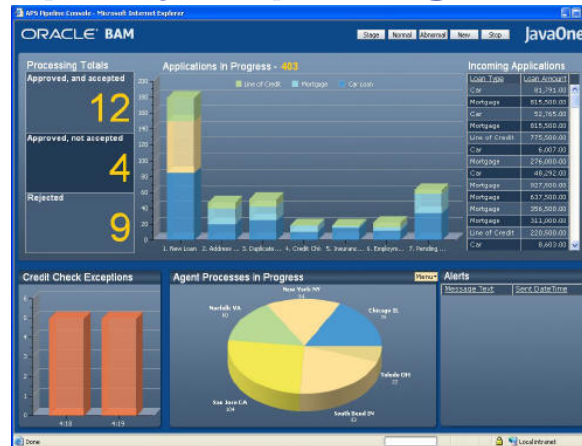 APS Pipeline Console - Microsoft Internet Explorer
ORACLE BAM
Stage Normal Abnormal New Stop
JavaOne
Processing Totals
Approved, and accepted
12
Approved, not accepted
4
Rejected
9
Applications In Progress - 403
Line of Credit Mortgage Car Loan
200
180
160
140
120
100
80
60
40
20
0
1. New Loan 2. Address ... 3. Duplicate... 4. Credit Chk 5. Insuranc... 6. Employm... 7. Pending ...
Incoming Applications
Loan Type Loan Amount
Car 81,791.00
Mortgage 815,500.00
Car 52,765.00
Mortgage 815,500.00
Line of Credit 775,500.00
Car 6,007.00
Mortgage 276,000.00
Car 48,292.00
Mortgage 927,500.00
Mortgage 637,500.00
Mortgage 356,500.00
Mortgage 311,000.00
Line of Credit 220,500.00
Car 8,603.00
Credit Check Exceptions
6
5
4
3
2
1
0
4:18 4:19
Agent Processes in Progress
Menu
New York NY
Norfolk VA
Chicago IL
Toledo OH
San Jose CA
104
South Bend IN
Alerts
Message Text Sent DateTime
Done
Local intranet